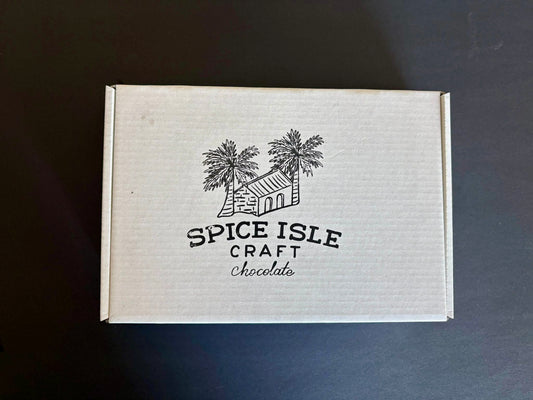 SPICE ISLE
CRAFT
chocolate